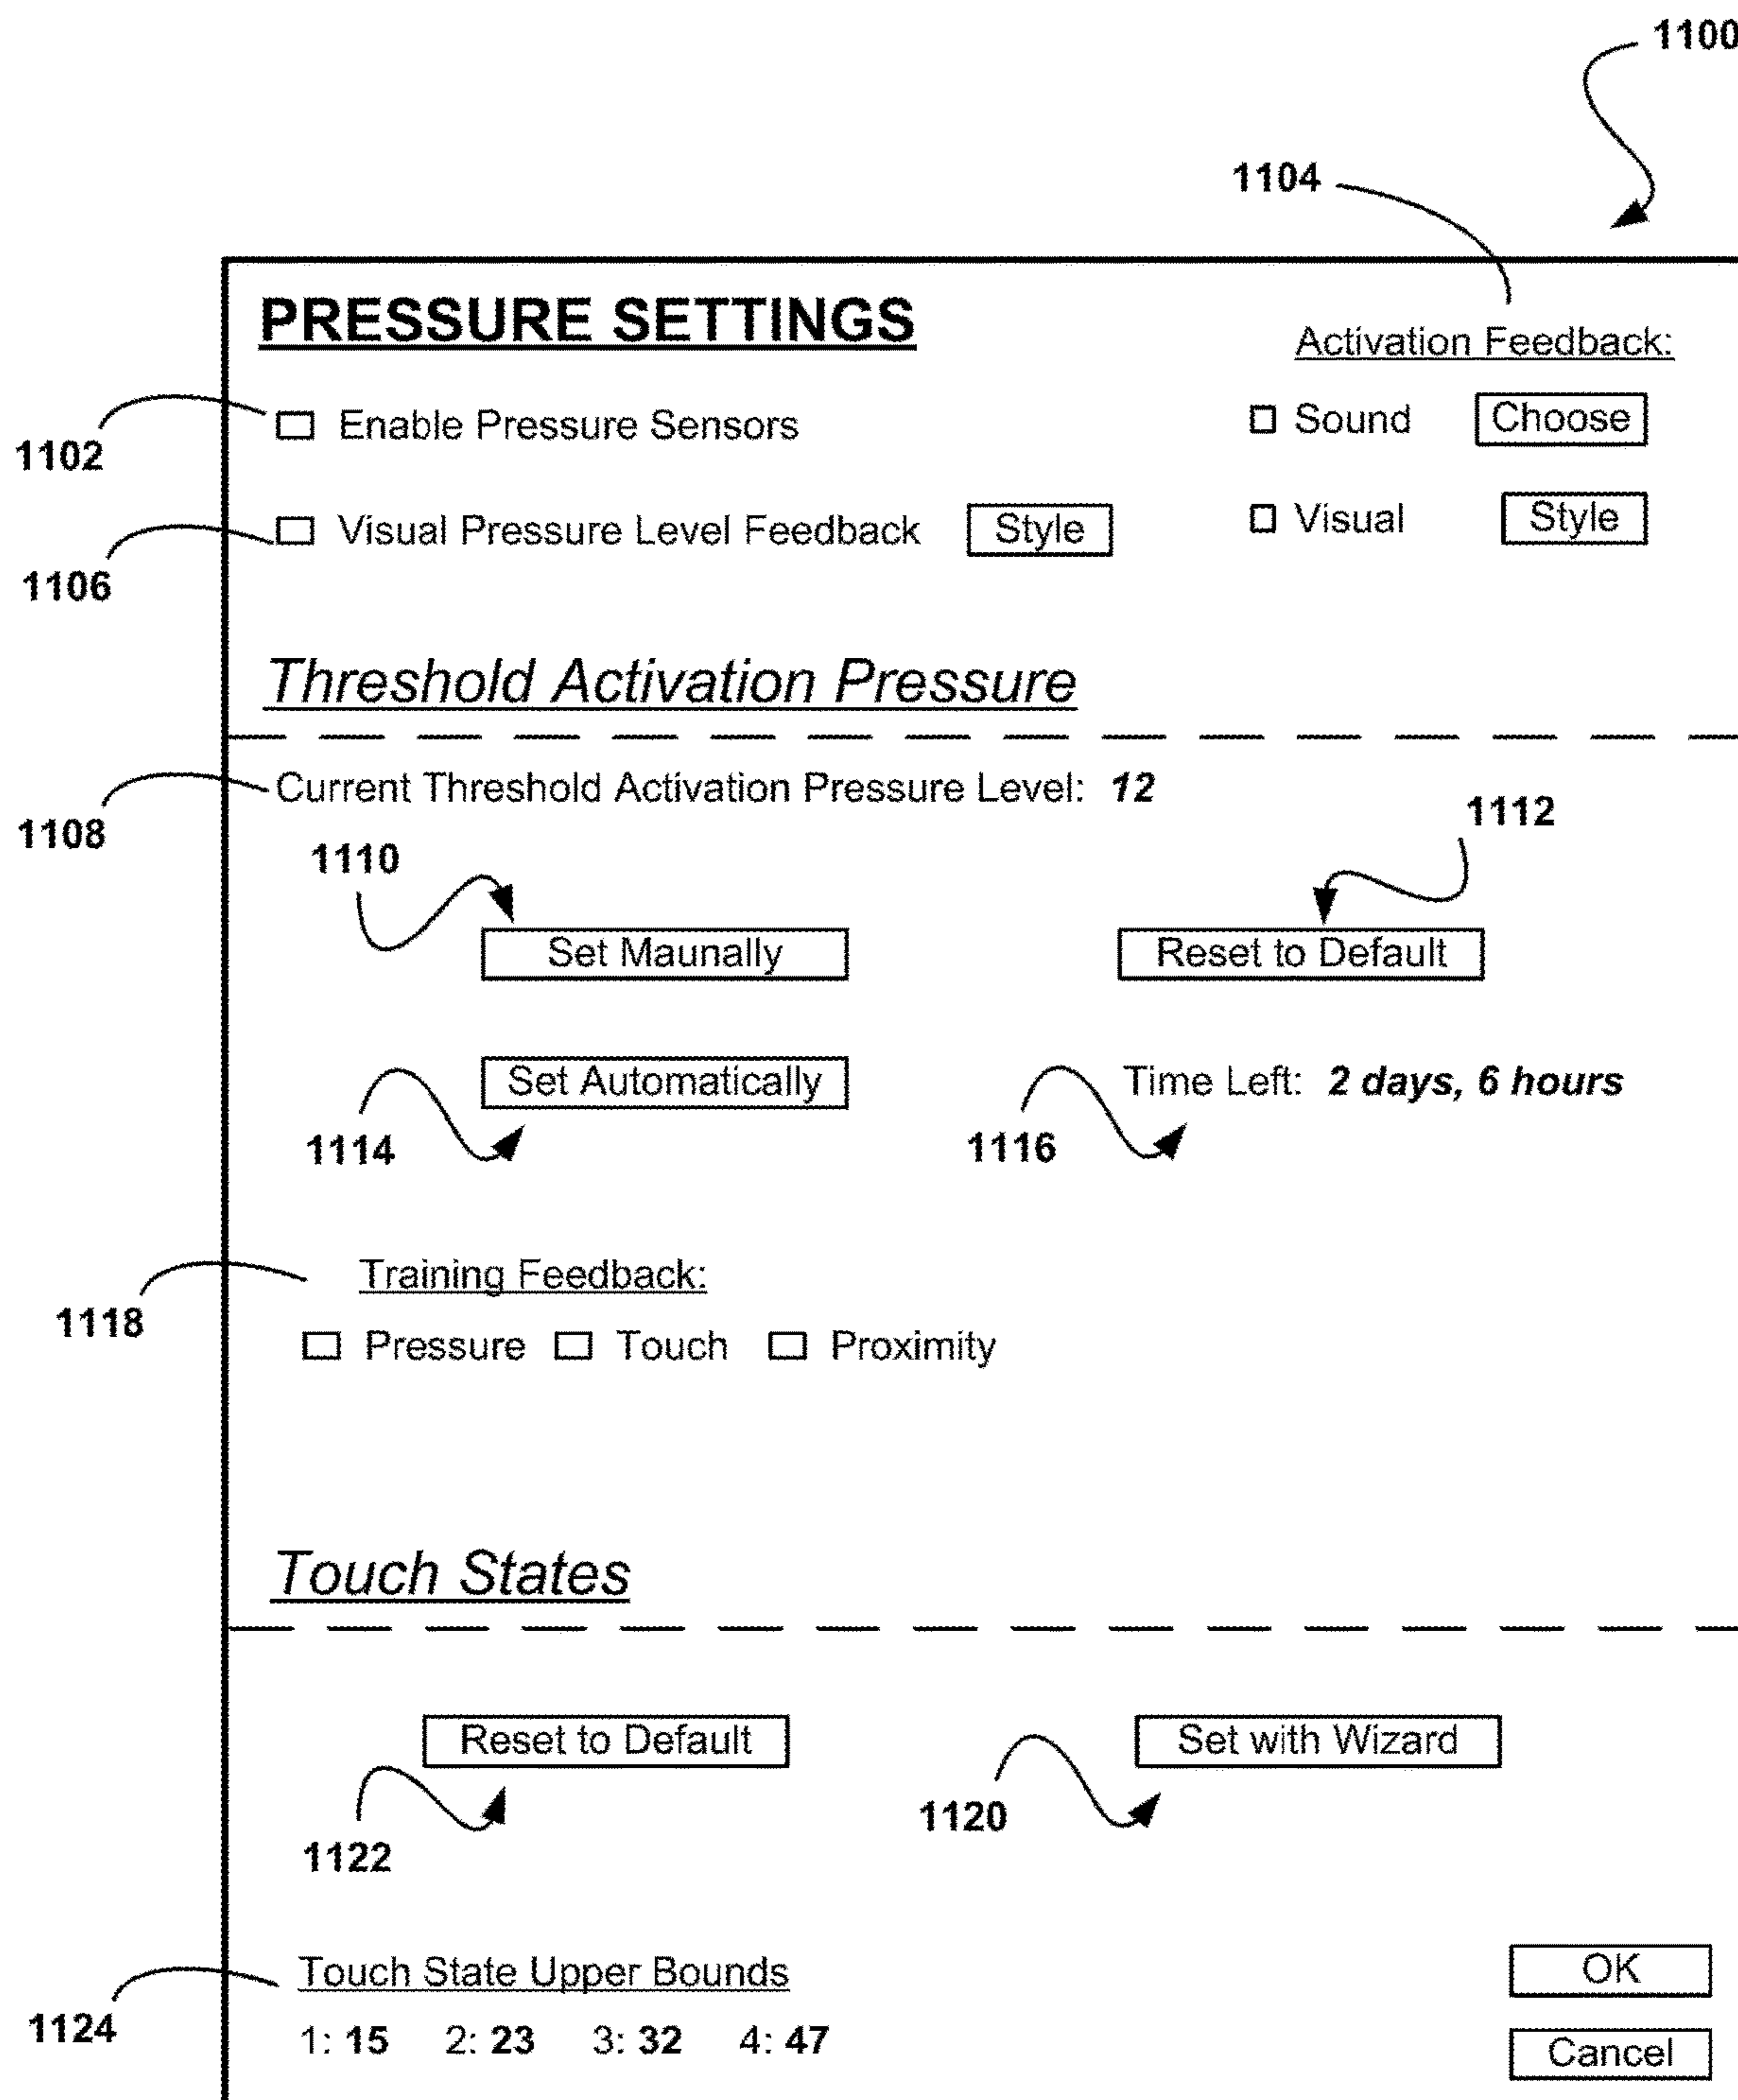 1100
1104
PRESSURE SETTINGS
Activation Feedback:
1102
Enable Pressure Sensors
Sound Choose
1106
Visual Pressure Level Feedback Style
Visual Style
Threshold Activation Pressure
1108
Current Threshold Activation Pressure Level: 12
1110
1112
Set Maunally
Reset to Default
Set Automatically
Time Left: 2 days, 6 hours
1114
1116
1118
Training Feedback:
Pressure Touch Proximity
Touch States
Reset to Default
Set with Wizard
1122
1120
1124
Touch State Upper Bounds
1: 15 2: 23 3: 32 4: 47
OK
Cancel